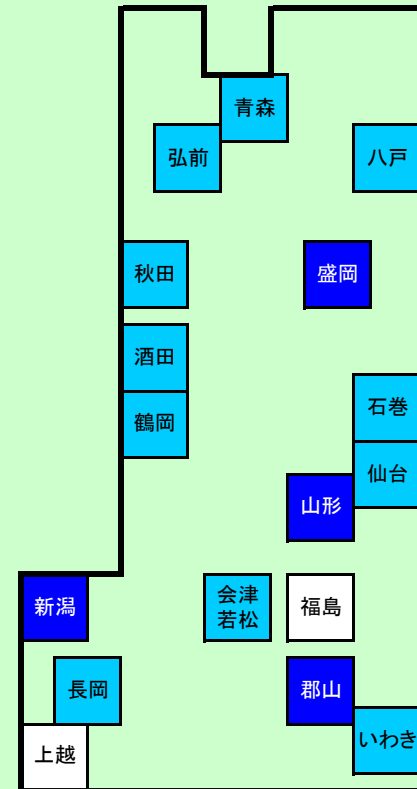 青森
弘前
八戸
秋田
盛岡
酒田
石巻
鶴岡
仙台
山形
新潟
会津
若松
福島
長岡
郡山
いわき
上越